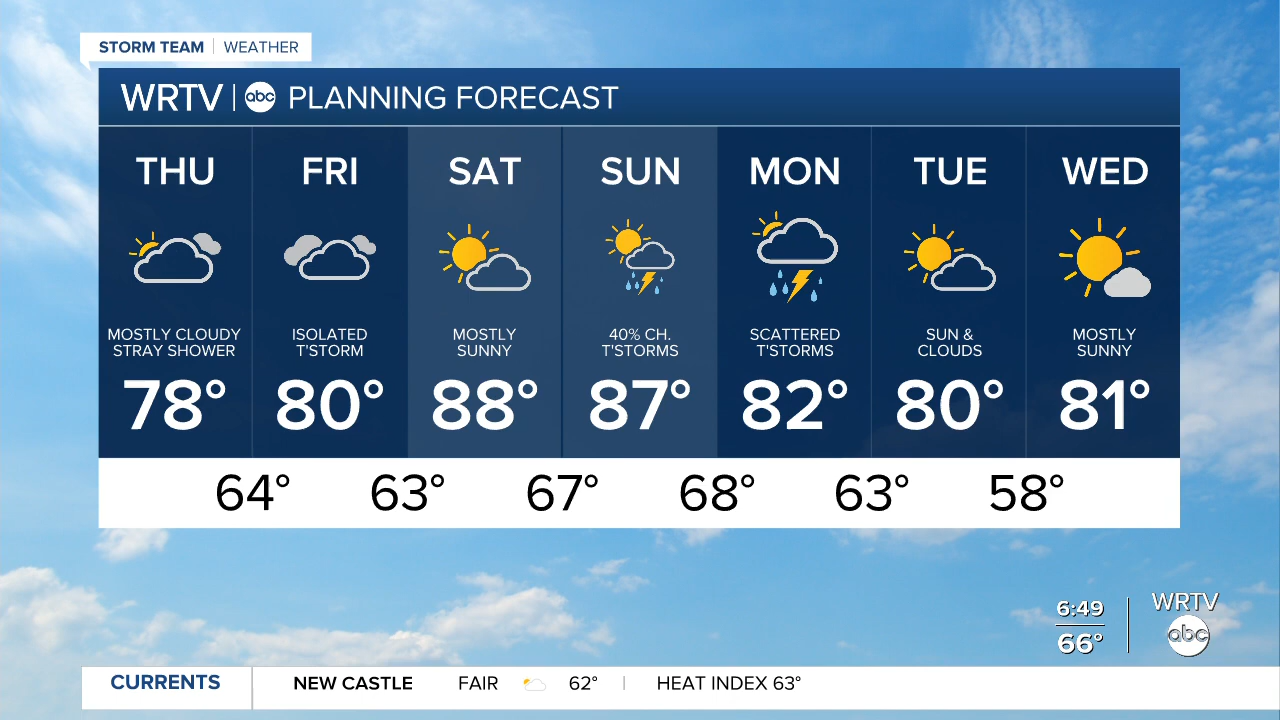 STORM TEAM | WEATHER
WRTV | abc PLANNING FORECAST
THU FRI SAT SUN MON TUE WED
MOSTLY CLOUDY ISOLATED MOSTLY 40% CH. SCATTERED SUN & MOSTLY
STRAY SHOWER T'STORM SUNNY T'STORMS T'STORMS CLOUDS SUNNY
78° 80° 88° 87° 82° 80° 81°
64° 63° 67° 68° 63° 58°
6:49
66°
WRTV
abc
CURRENTS NEW CASTLE FAIR 62° | HEAT INDEX 63°